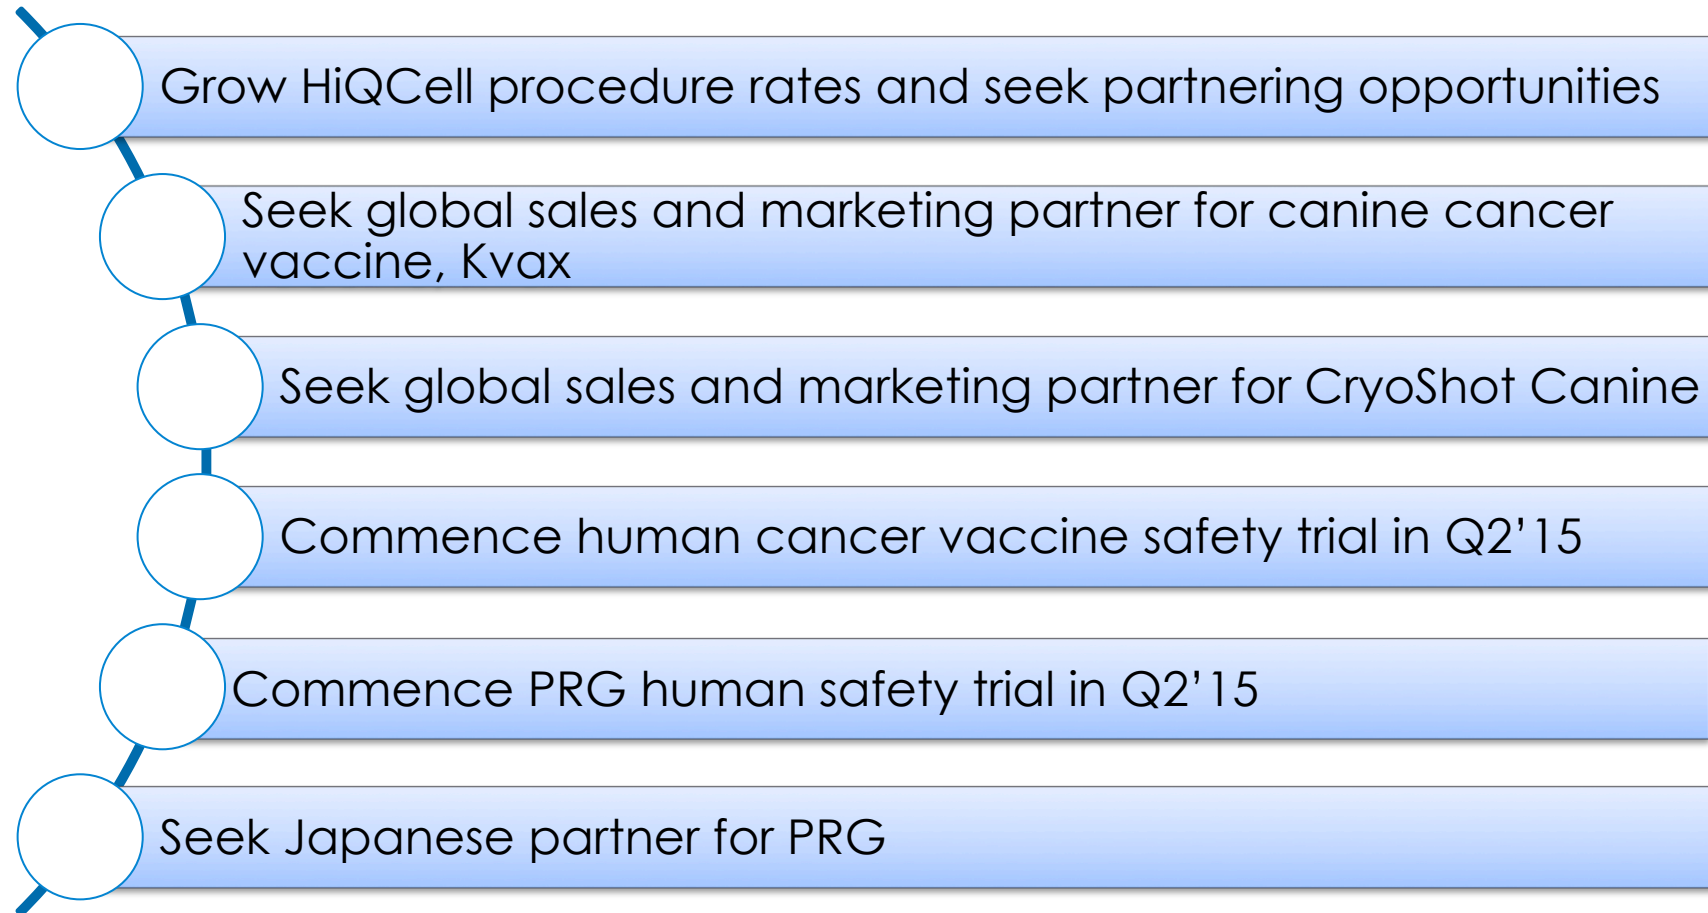 Grow HiQCell procedure rates and seek partnering opportunities
Seek global sales and marketing partner for canine cancer
vaccine, Kvax
Seek global sales and marketing partner for CryoShot Canine
Commence human cancer vaccine safety trial in Q2’15
Commence PRG human safety trial in Q2’15
Seek Japanese partner for PRG